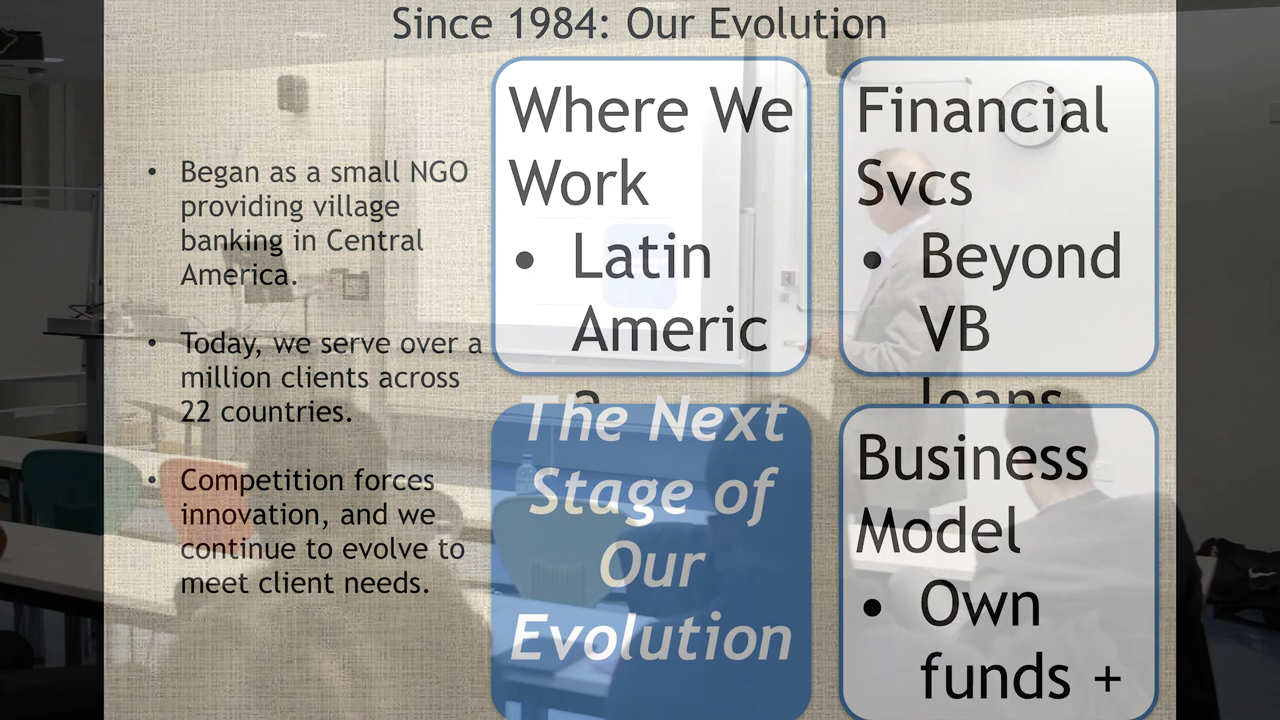 Since 1984: Our Evolution
• Began as a small NGO
providing village
banking in Central
America.
• Today, we serve over a
million clients across
22 countries.
• Competition forces
innovation, and we
continue to evolve to
meet client needs.
Where We
Work
• Latin
Americ
a
Financial
Svcs
• Beyond
VB
loans
The Next
Stage of
Our
Evolution
Business
Model
• Own
funds +